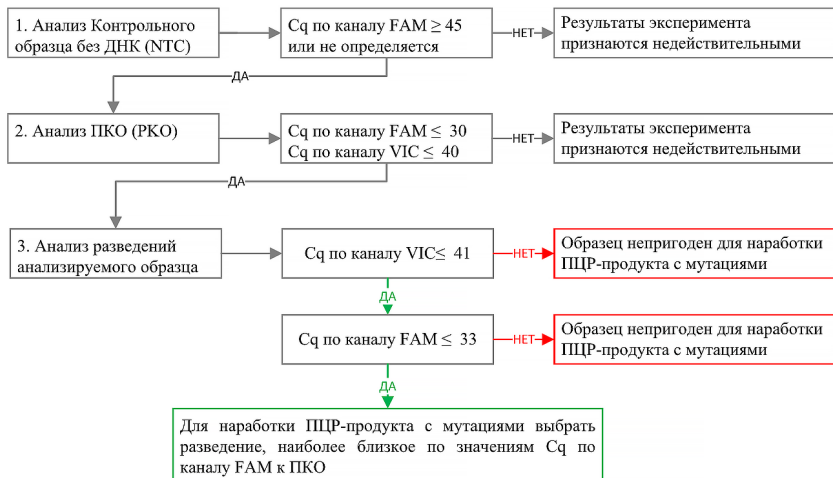 1. Анализ Контрольного
образца без ДНК (NTC)
Cq по каналу FAM ≥ 45
или не определяется
НЕТ
Результаты эксперимента
признаются недействительными
ДА
2. Анализ ПКО (PKO)
Cq по каналу FAM ≤ 30
Cq по каналу VIC ≤ 40
НЕТ
Результаты эксперимента
признаются недействительными
ДА
3. Анализ разведений
анализируемого образца
Cq по каналу VIC≤ 41
НЕТ
Образец непригоден для наработки
ПЦР-продукта с мутациями
ДА
Cq по каналу FAM ≤ 33
НЕТ
Образец непригоден для наработки
ПЦР-продукта с мутациями
ДА
Для наработки ПЦР-продукта с мутациями выбрать
разведение, наиболее близкое по значениям Cq по
каналу FAM к ПКО